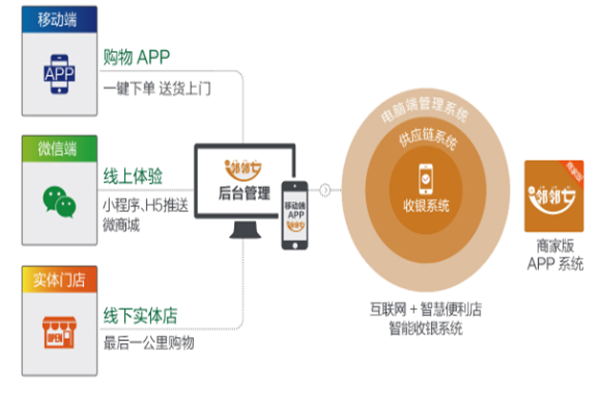 移动端
APP
购物 APP
一键下单 送货上门
微信端
线上体验
小程序、H5推送
微商城
实体门店
OPEN
线下实体店
最后一公里购物
邻邻七
后台管理
移动端
APP
电脑端管理系统
供应链系统
收银系统
互联网 + 智慧便利店
智能收银系统
商家版
邻邻七
商家版
APP 系统